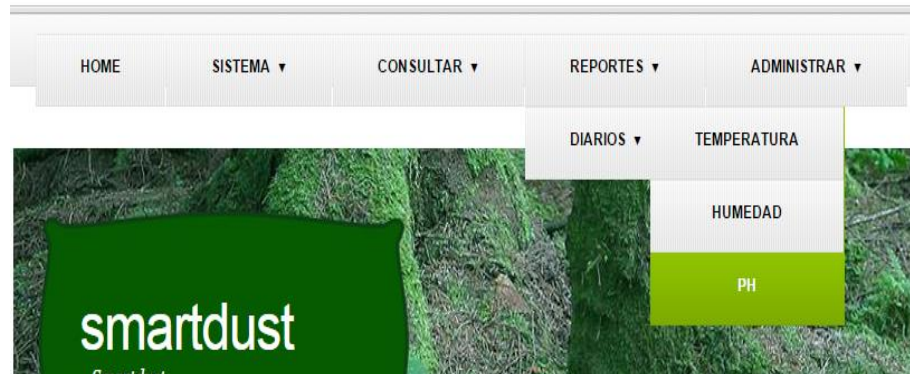 HOME SISTEMA ▾ CONSULTAR ▾ REPORTES ▾ ADMINISTRAR ▾
DIARIOS ▾ TEMPERATURA
HUMEDAD
PH
smartdust